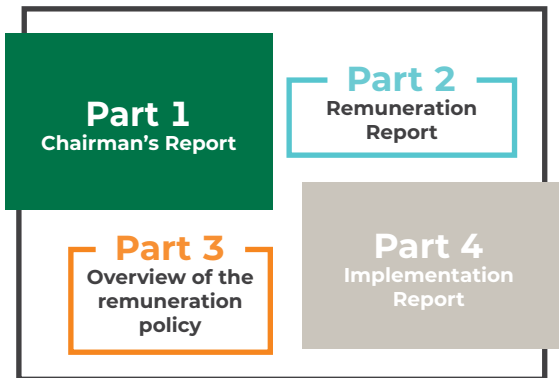 Part 1
Chairman's Report
Part 2
Remuneration
Report
Part 3
Overview of the
remuneration
policy
Part 4
Implementation
Report